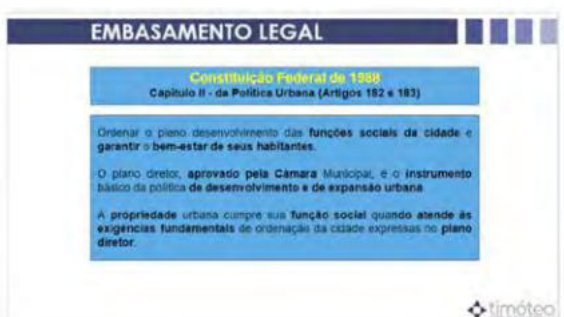 EMBASAMENTO LEGAL
Constituição Federal de 1988
Capítulo II - da Política Urbana (Artigos 182 e 183)
Ordenar o pleno desenvolvimento das funções sociais da cidade e
garantir o bem-estar de seus habitantes.
O plano diretor, aprovado pela Câmara Municipal, é o instrumento
básico da política de desenvolvimento e de expansão urbana.
A propriedade urbana cumpre sua função social quando atende às
exigências fundamentais de ordenação da cidade expressas no plano
diretor.
timóteo